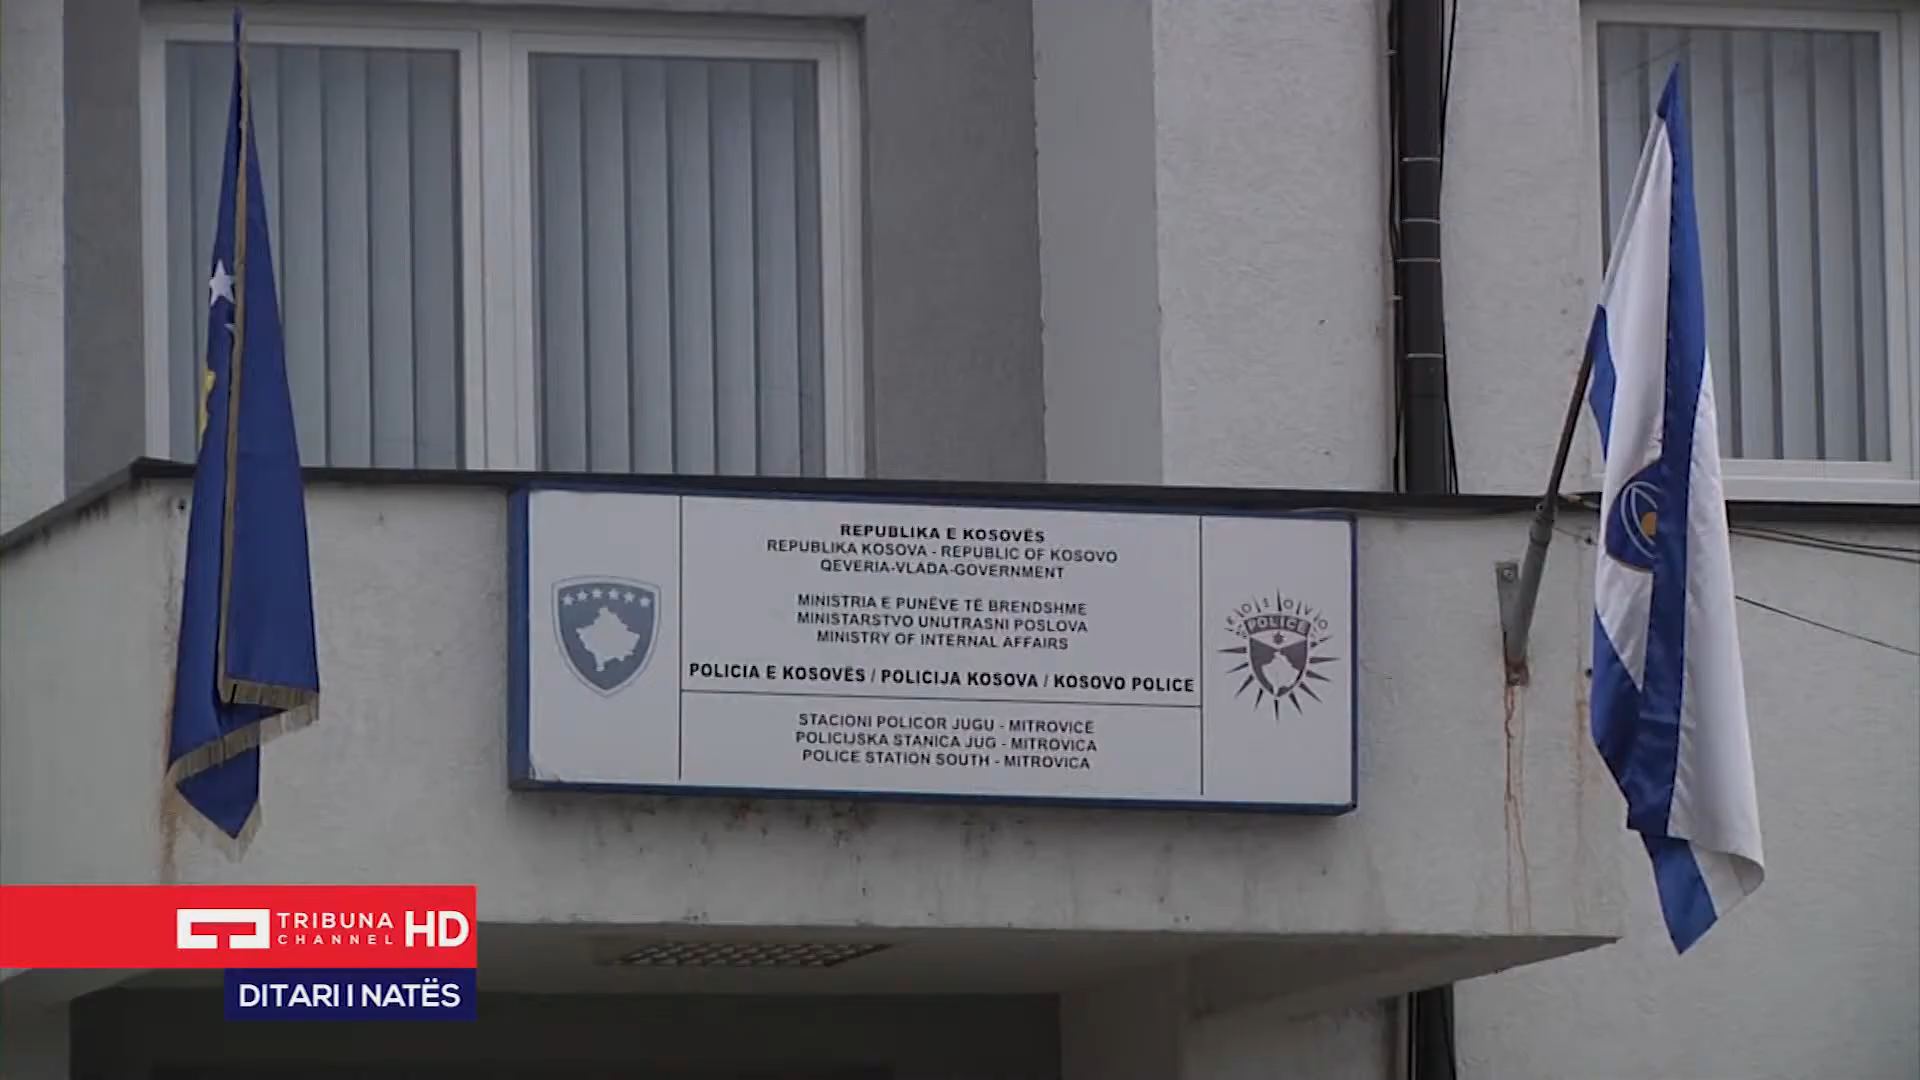 REPUBLIKA E KOSOVËS
REPUBLIKA KOSOVA - REPUBLIC OF KOSOVO
QEVERIA-VLADA-GOVERNMENT
MINISTRIA E PUNËVE TË BRENDSHME
MINISTARSTVO UNUTRASNI POSLOVA
MINISTRY OF INTERNAL AFFAIRS
POLICIA E KOSOVËS / POLICIJA KOSOVA / KOSOVO POLICE
STACIONI POLICOR JUGU - MITROVICË
POLICIJSKA STANICA JUG - MITROVICA
POLICE STATION SOUTH - MITROVICA
KOSOVO
POLICE
TRIBUNA
CHANNEL
HD
DITARI I NATËS